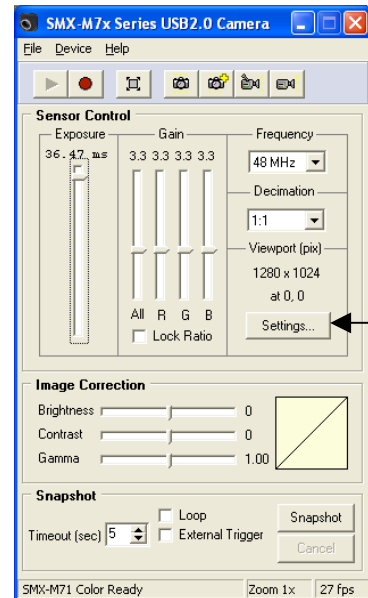 SMX-M7x Series USB2.0 Camera
File Device Help
Sensor Control
Exposure
36.47 ms
Gain
3.3 3.3 3.3 3.3
All R G B
Lock Ratio
Frequency
48 MHz
Decimation
1:1
Viewport (pix)
1280 x 1024
at 0, 0
Settings...
Image Correction
Brightness 0
Contrast 0
Gamma 1.00
Snapshot
Timeout (sec) 5
Loop
External Trigger
Snapshot
Cancel
SMX-M71 Color Ready Zoom 1x 27 fps